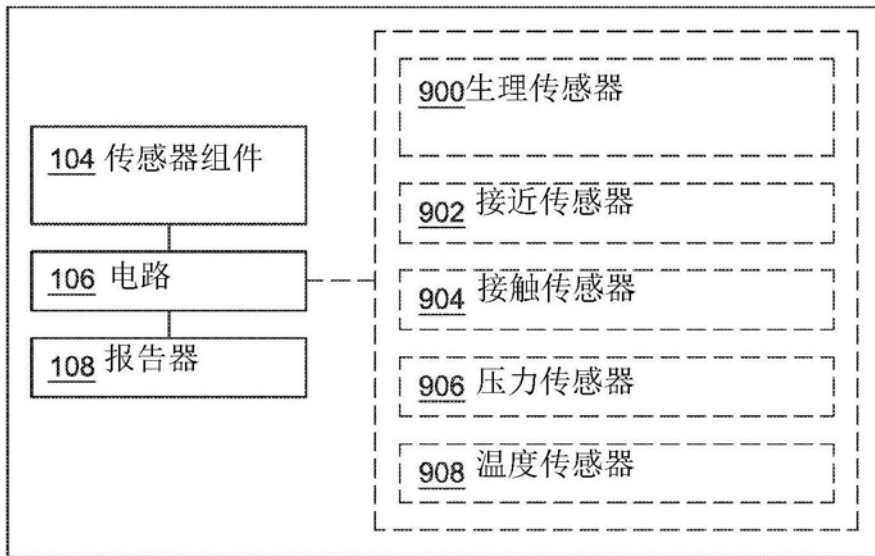 104 传感器组件
106 电路
108 报告器
900生理传感器
902 接近传感器
904 接触传感器
906 压力传感器
908 温度传感器